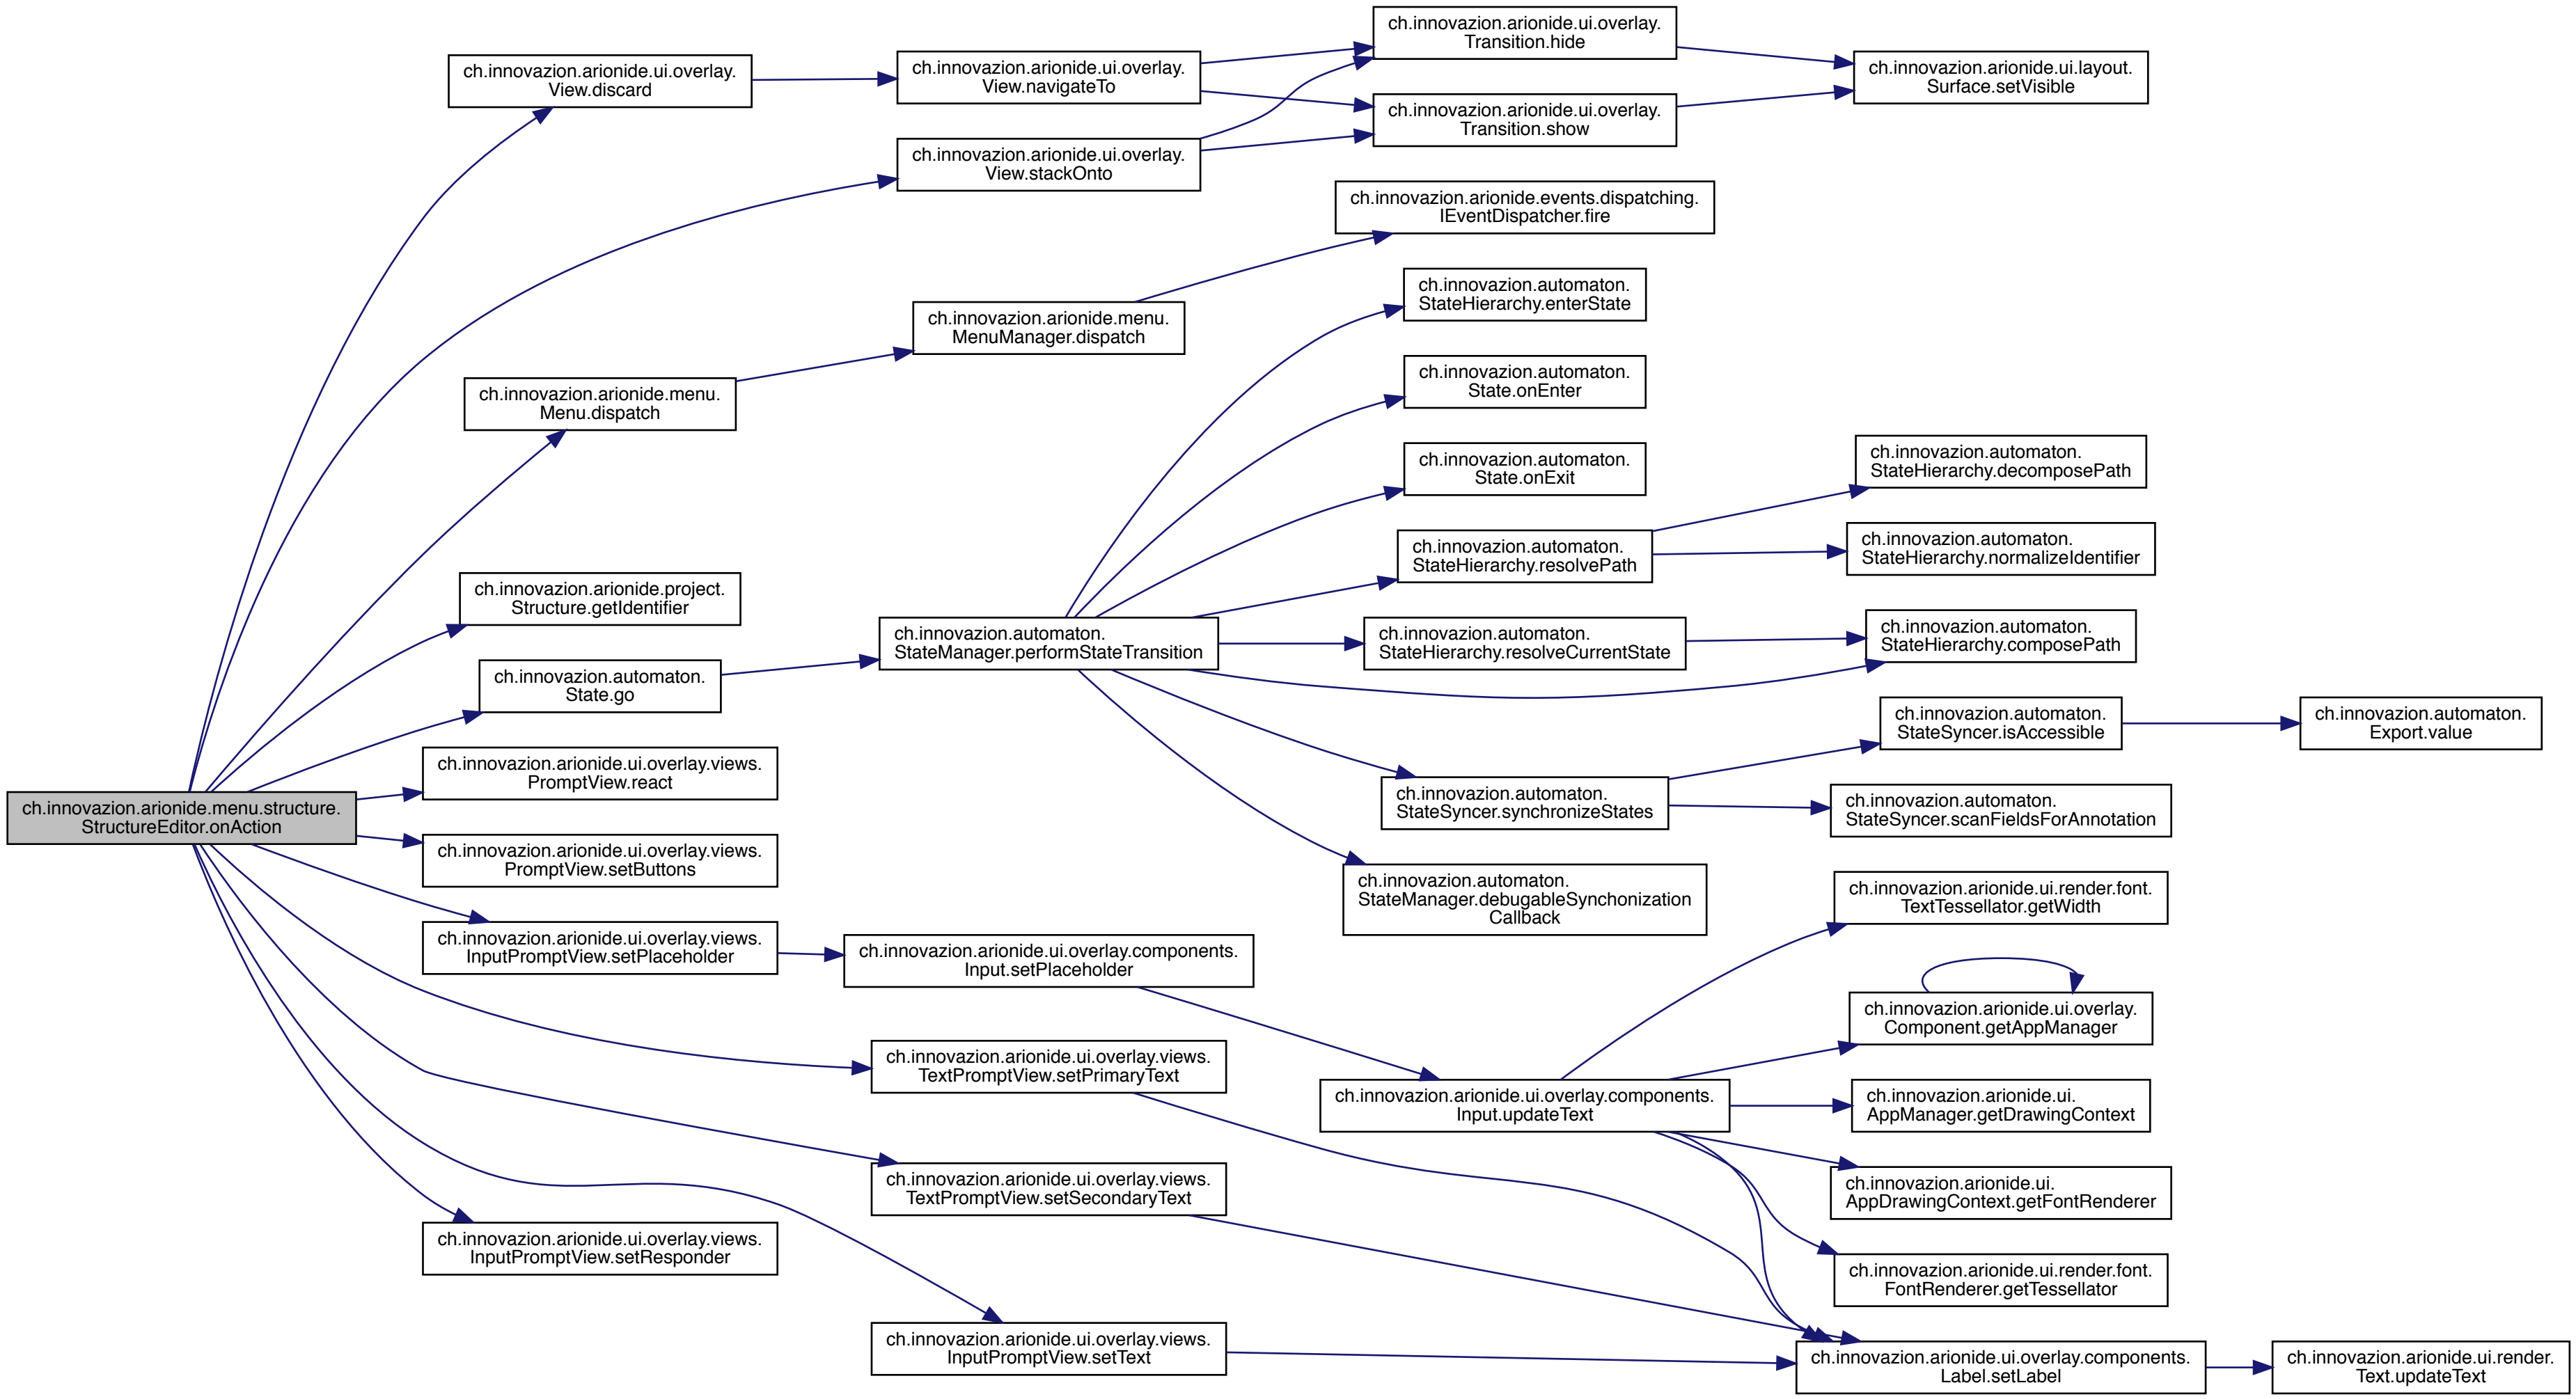 ch.innovazion.arionide.menu.structure.
StructureEditor.onAction
ch.innovazion.arionide.ui.overlay.
View.discard
ch.innovazion.arionide.ui.overlay.
View.navigateTo
ch.innovazion.arionide.ui.overlay.
Transition.hide
ch.innovazion.arionide.ui.layout.
Surface.setVisible
ch.innovazion.arionide.ui.overlay.
Transition.show
ch.innovazion.arionide.ui.overlay.
View.stackOnto
ch.innovazion.arionide.menu.
Menu.dispatch
ch.innovazion.arionide.menu.
MenuManager.dispatch
ch.innovazion.arionide.events.dispatching.
IEventDispatcher.fire
ch.innovazion.arionide.project.
Structure.getIdentifier
ch.innovazion.automaton.
State.go
ch.innovazion.automaton.
StateManager.performStateTransition
ch.innovazion.automaton.
StateHierarchy.enterState
ch.innovazion.automaton.
State.onEnter
ch.innovazion.automaton.
State.onExit
ch.innovazion.automaton.
StateHierarchy.resolvePath
ch.innovazion.automaton.
StateHierarchy.decomposePath
ch.innovazion.automaton.
StateHierarchy.normalizeIdentifier
ch.innovazion.automaton.
StateHierarchy.resolveCurrentState
ch.innovazion.automaton.
StateHierarchy.composePath
ch.innovazion.automaton.
StateSyncer.synchronizeStates
ch.innovazion.automaton.
StateSyncer.isAccessible
ch.innovazion.automaton.
Export.value
ch.innovazion.automaton.
StateSyncer.scanFieldsForAnnotation
ch.innovazion.automaton.
StateManager.debugableSynchonization
Callback
ch.innovazion.arionide.ui.overlay.views.
PromptView.react
ch.innovazion.arionide.ui.overlay.views.
PromptView.setButtons
ch.innovazion.arionide.ui.overlay.views.
InputPromptView.setPlaceholder
ch.innovazion.arionide.ui.overlay.components.
Input.setPlaceholder
ch.innovazion.arionide.ui.overlay.components.
Input.updateText
ch.innovazion.arionide.ui.render.font.
TextTessellator.getWidth
ch.innovazion.arionide.ui.overlay.
Component.getAppManager
ch.innovazion.arionide.ui.
AppManager.getDrawingContext
ch.innovazion.arionide.ui.
AppDrawingContext.getFontRenderer
ch.innovazion.arionide.ui.render.font.
FontRenderer.getTessellator
ch.innovazion.arionide.ui.overlay.components.
Label.setLabel
ch.innovazion.arionide.ui.render.
Text.updateText
ch.innovazion.arionide.ui.overlay.views.
TextPromptView.setPrimaryText
ch.innovazion.arionide.ui.overlay.views.
TextPromptView.setSecondaryText
ch.innovazion.arionide.ui.overlay.views.
InputPromptView.setResponder
ch.innovazion.arionide.ui.overlay.views.
InputPromptView.setText